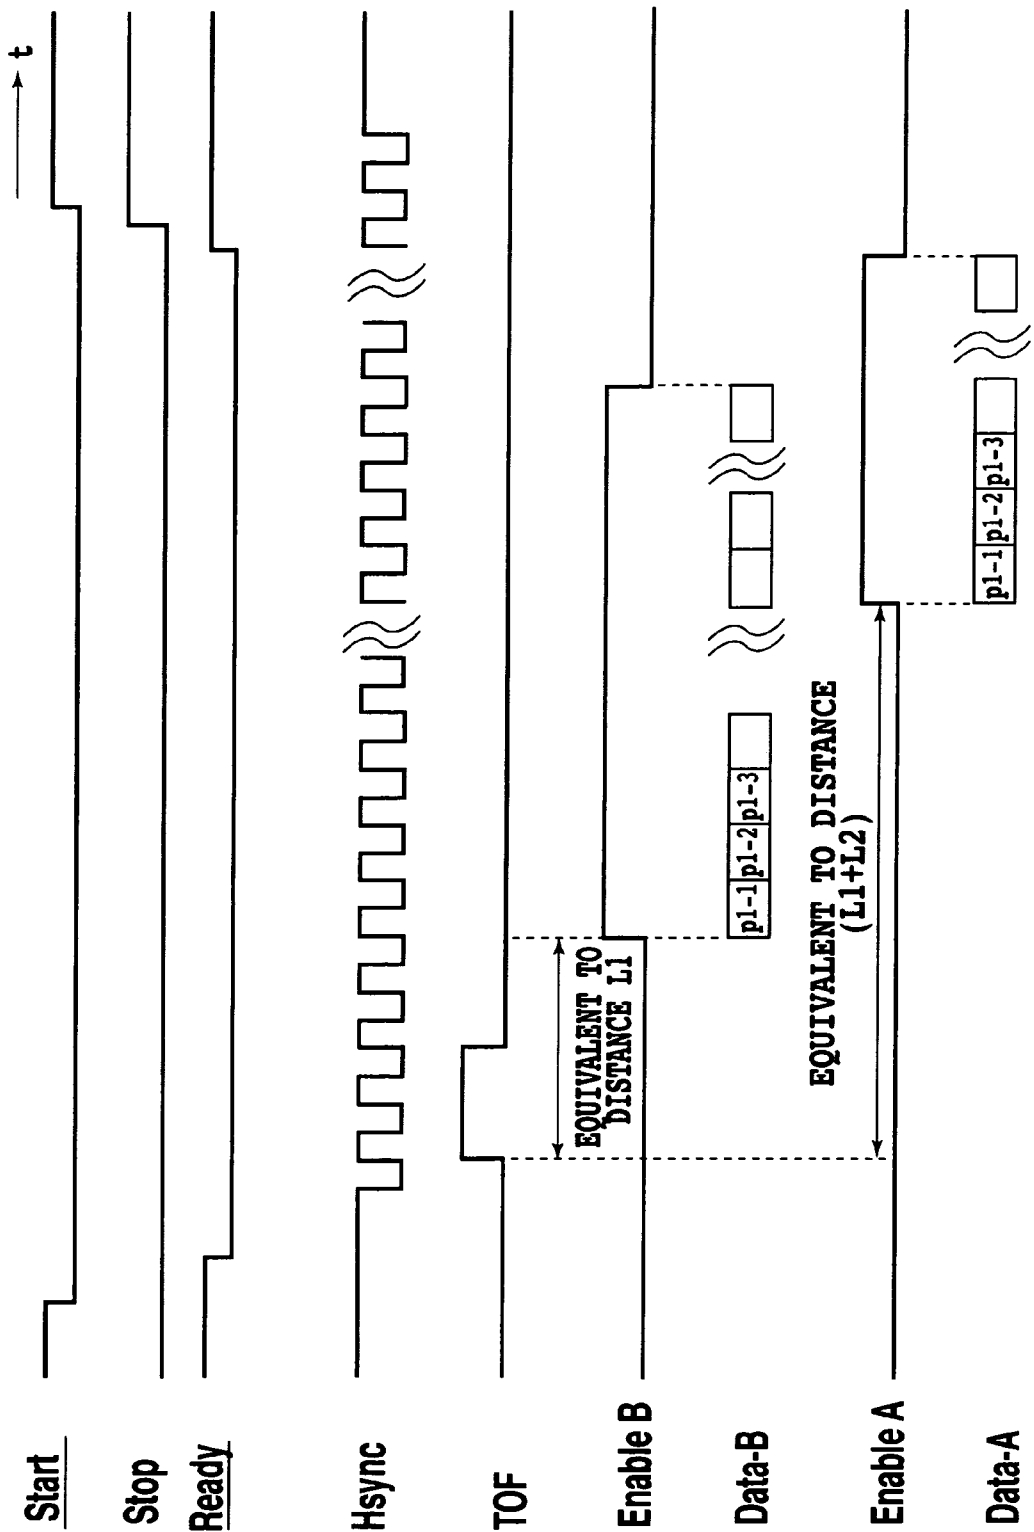 t
Start
Stop
Ready
Hsync
TOF
EQUIVALENT TO
DISTANCE L1
Enable B
Data-B
p1-1 p1-2 p1-3
EQUIVALENT TO DISTANCE
(L1+L2)
Enable A
Data-A
p1-1 p1-2 p1-3